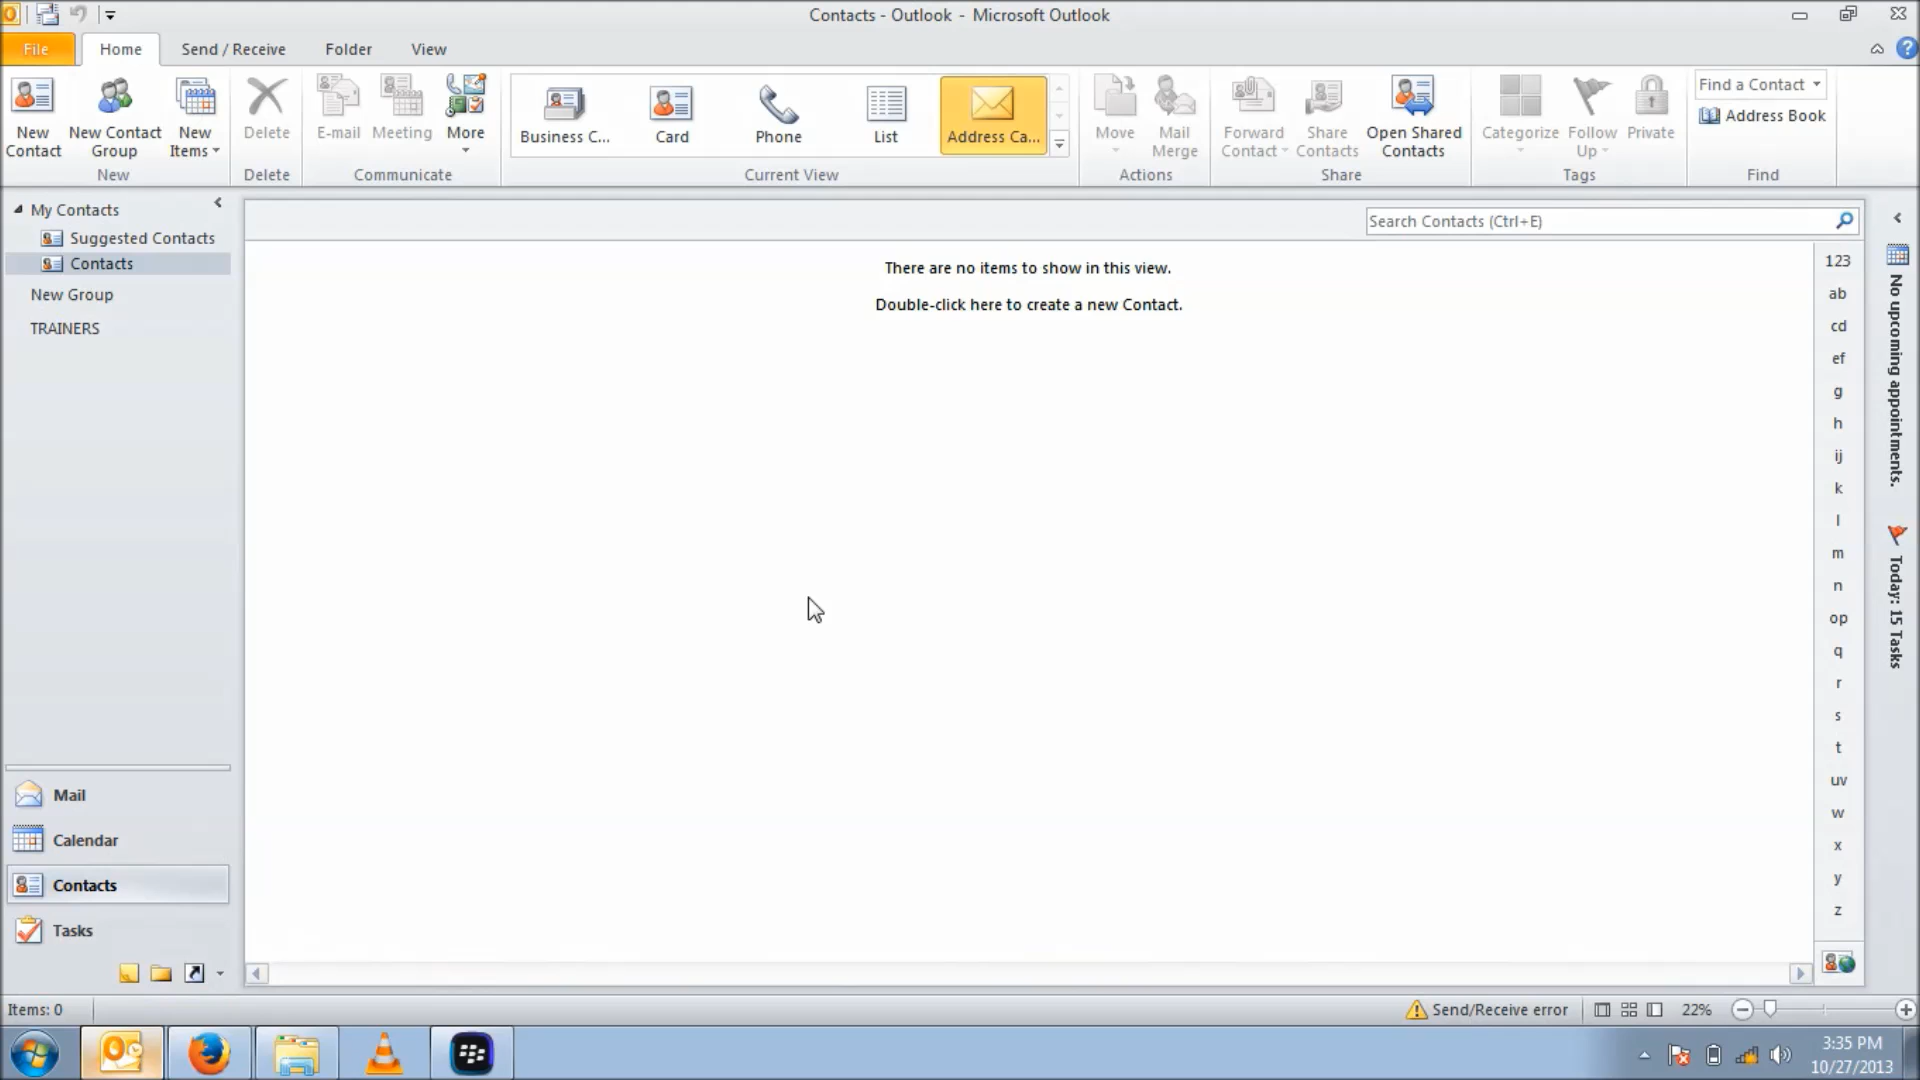 Contacts - Outlook - Microsoft Outlook
File
Home
Send / Receive
Folder
View
New
Contact
New Contact
Group
New
Items
New
Delete
Delete
E-mail
Meeting
More
Communicate
Business C...
Card
Phone
List
Address Ca...
Current View
Move
Mail
Merge
Actions
Forward
Contact
Share
Contacts
Open Shared
Contacts
Share
Categorize
Follow
Up
Private
Tags
Find a Contact
Address Book
Find
My Contacts
Suggested Contacts
Contacts
New Group
TRAINERS
Search Contacts (Ctrl+E)
There are no items to show in this view.
Double-click here to create a new Contact.
123
ab
cd
ef
g
h
ij
k
l
m
n
op
q
r
s
t
uv
w
x
y
z
No upcoming appointments.
Today: 15 Tasks
Mail
Calendar
Contacts
Tasks
Items: 0
Send/Receive error
22%
3:35 PM
10/27/2013